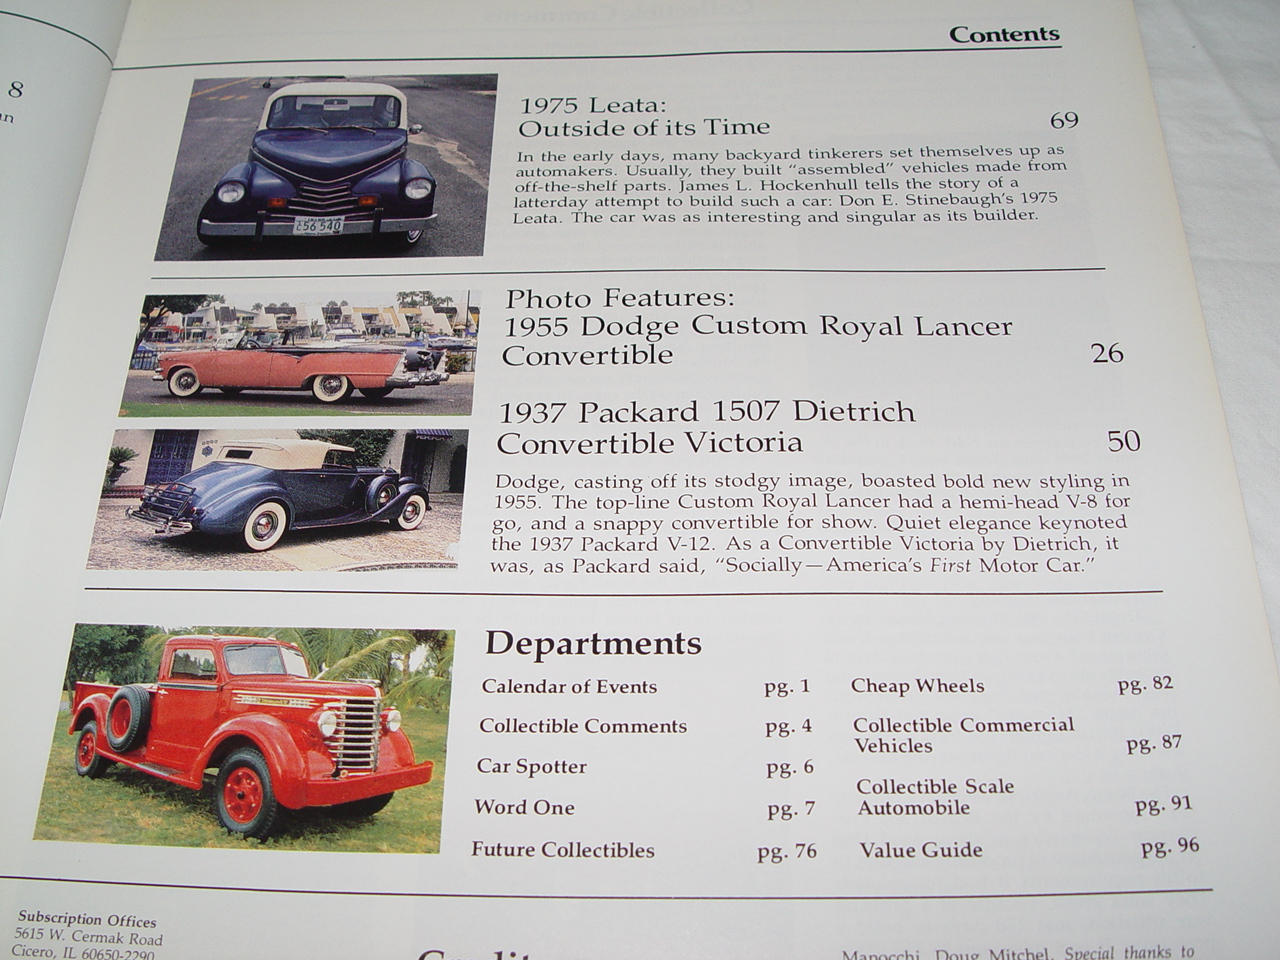 Contents
8
1975 Leata:
Outside of its Time
69
In the early days, many backyard tinkerers set themselves up as
automakers. Usually, they built “assembled” vehicles made from
off-the-shelf parts. James L. Hockenhull tells the story of a
latterday attempt to build such a car: Don E. Stinebaugh's 1975
Leata. The car was as interesting and singular as its builder.
56 540
Photo Features:
1955 Dodge Custom Royal Lancer
Convertible
26
1937 Packard 1507 Dietrich
Convertible Victoria
50
Dodge, casting off its stodgy image, boasted bold new styling in
1955. The top-line Custom Royal Lancer had a hemi-head V-8 for
go, and a snappy convertible for show. Quiet elegance keynoted
the 1937 Packard V-12. As a Convertible Victoria by Dietrich, it
was, as Packard said, “Socially—America's First Motor Car.”
Departments
Calendar of Events pg. 1
Collectible Comments pg. 4
Car Spotter pg. 6
Word One pg. 7
Future Collectibles pg. 76
Cheap Wheels pg. 82
Collectible Commercial
Vehicles pg. 87
Collectible Scale
Automobile pg. 91
Value Guide pg. 96
Subscription Offices
5615 W. Cermak Road
Cicero, IL 60650-2290
Manocchi, Doug Mitchel. Special thanks to